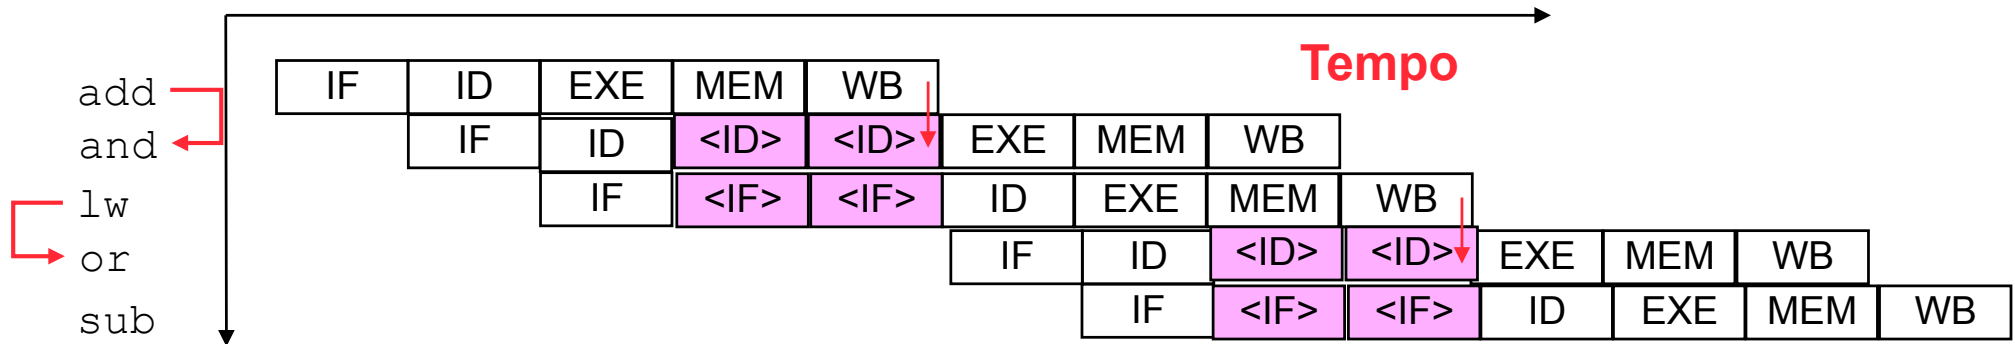 Tempo
add IF ID EXE MEM WB
and IF ID <ID> <ID> EXE MEM WB
lw IF <IF> <IF> ID EXE MEM WB
or IF ID <ID> <ID> EXE MEM WB
sub IF <IF> <IF> ID EXE MEM WB